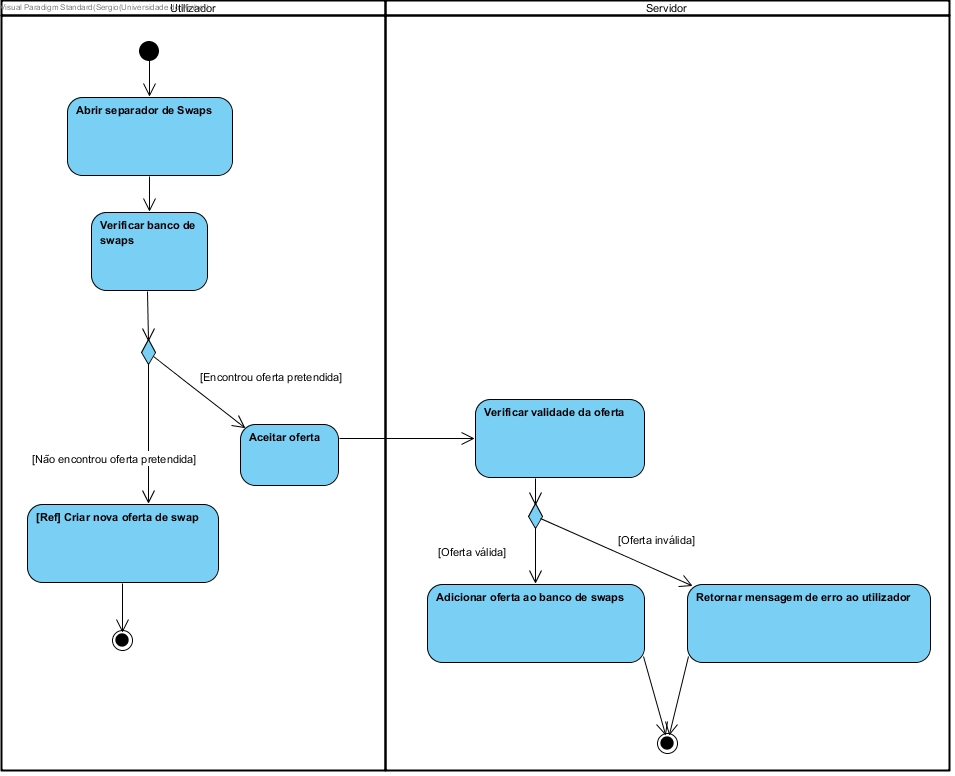 Visual Paradigm Standard(Sergio(Universidade
Utilizador
Servidor
Abrir separador de Swaps
Verificar banco de
swaps
[Encontrou oferta pretendida]
Aceitar oferta
Verificar validade da oferta
[Não encontrou oferta pretendida]
[Ref] Criar nova oferta de swap
[Oferta inválida]
[Oferta válida]
Adicionar oferta ao banco de swaps
Retornar mensagem de erro ao utilizador